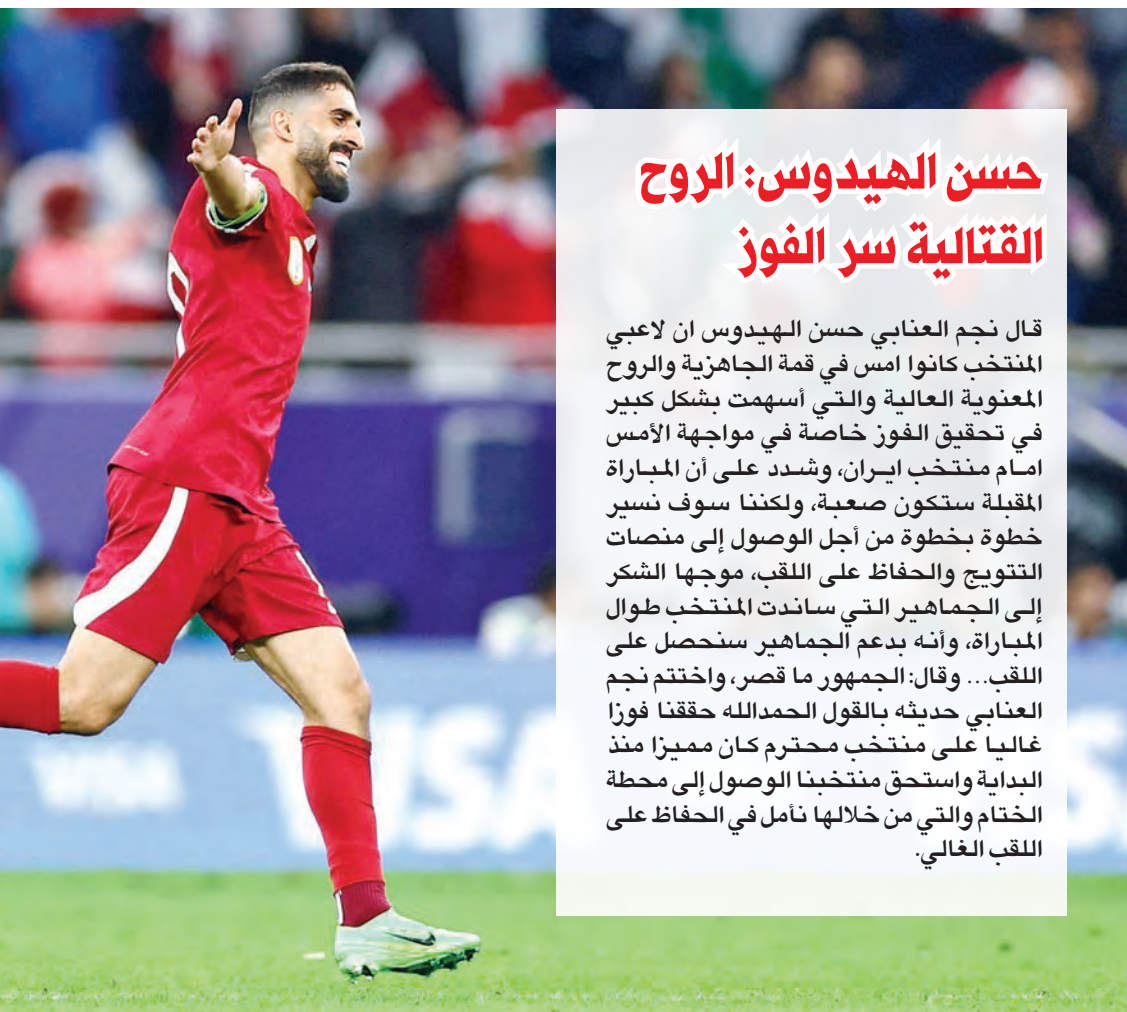 حسن الهيدوس: الروح
القتالية سر الفوز
قال نجم العنابي حسن الهيدوس ان لاعبي
المنتخب كانوا امس في قمة الجاهزية والروح
المعنوية العالية والتي أسهمت بشكل كبير
في تحقيق الفوز خاصة في مواجهة الأمس
امام منتخب ايران، وشدد على أن المباراة
المقبلة ستكون صعبة، ولكننا سوف نسير
خطوة بخطوة من أجل الوصول إلى منصات
التتويج والحفاظ على اللقب، موجها الشكر
إلى الجماهير التي ساندت المنتخب طوال
المباراة، وأنه بدعم الجماهير سنحصل على
اللقب... وقال: الجمهور ما قصر، واختتم نجم
العنابي حديثه بالقول الحمدالله حققنا فوزا
غاليا على منتخب محترم كان مميزا منذ
البداية واستحق منتخبنا الوصول إلى محطة
الختام والتي من خلالها نأمل في الحفاظ على
اللقب الغالي.
VISA
VISA